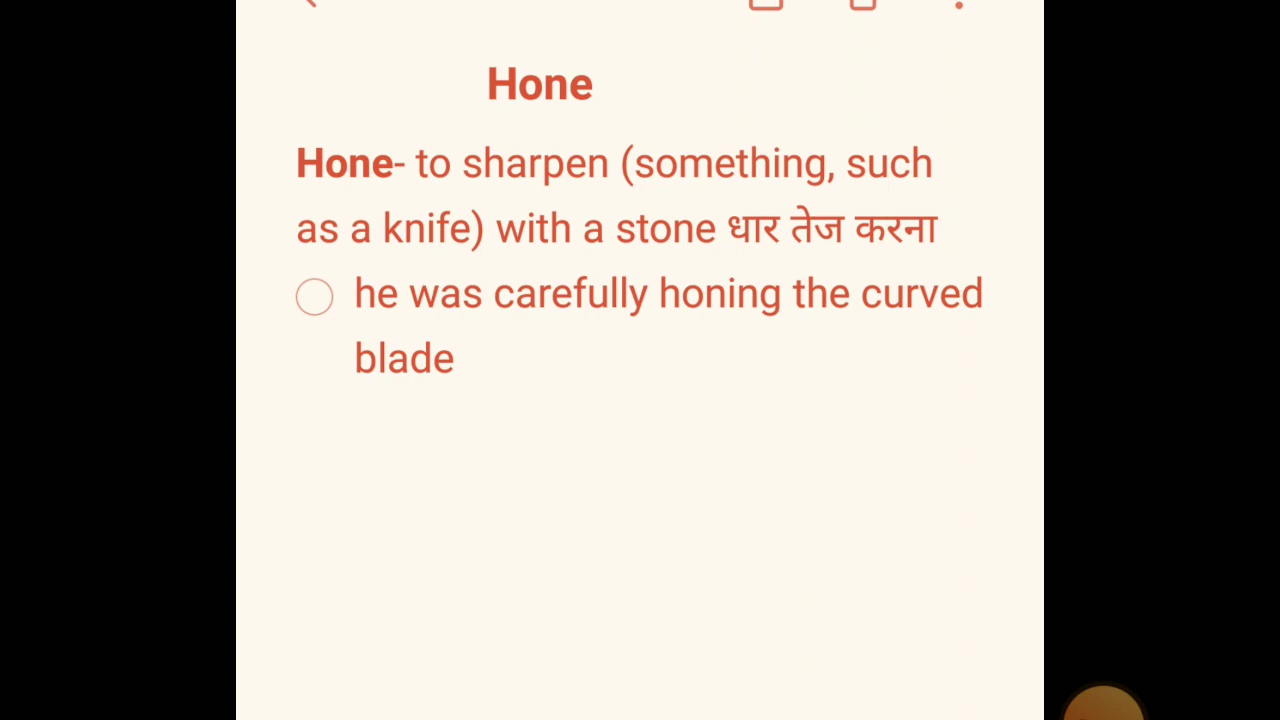 Hone
Hone- to sharpen (something, such
as a knife) with a stone धार तेज करना
he was carefully honing the curved
blade